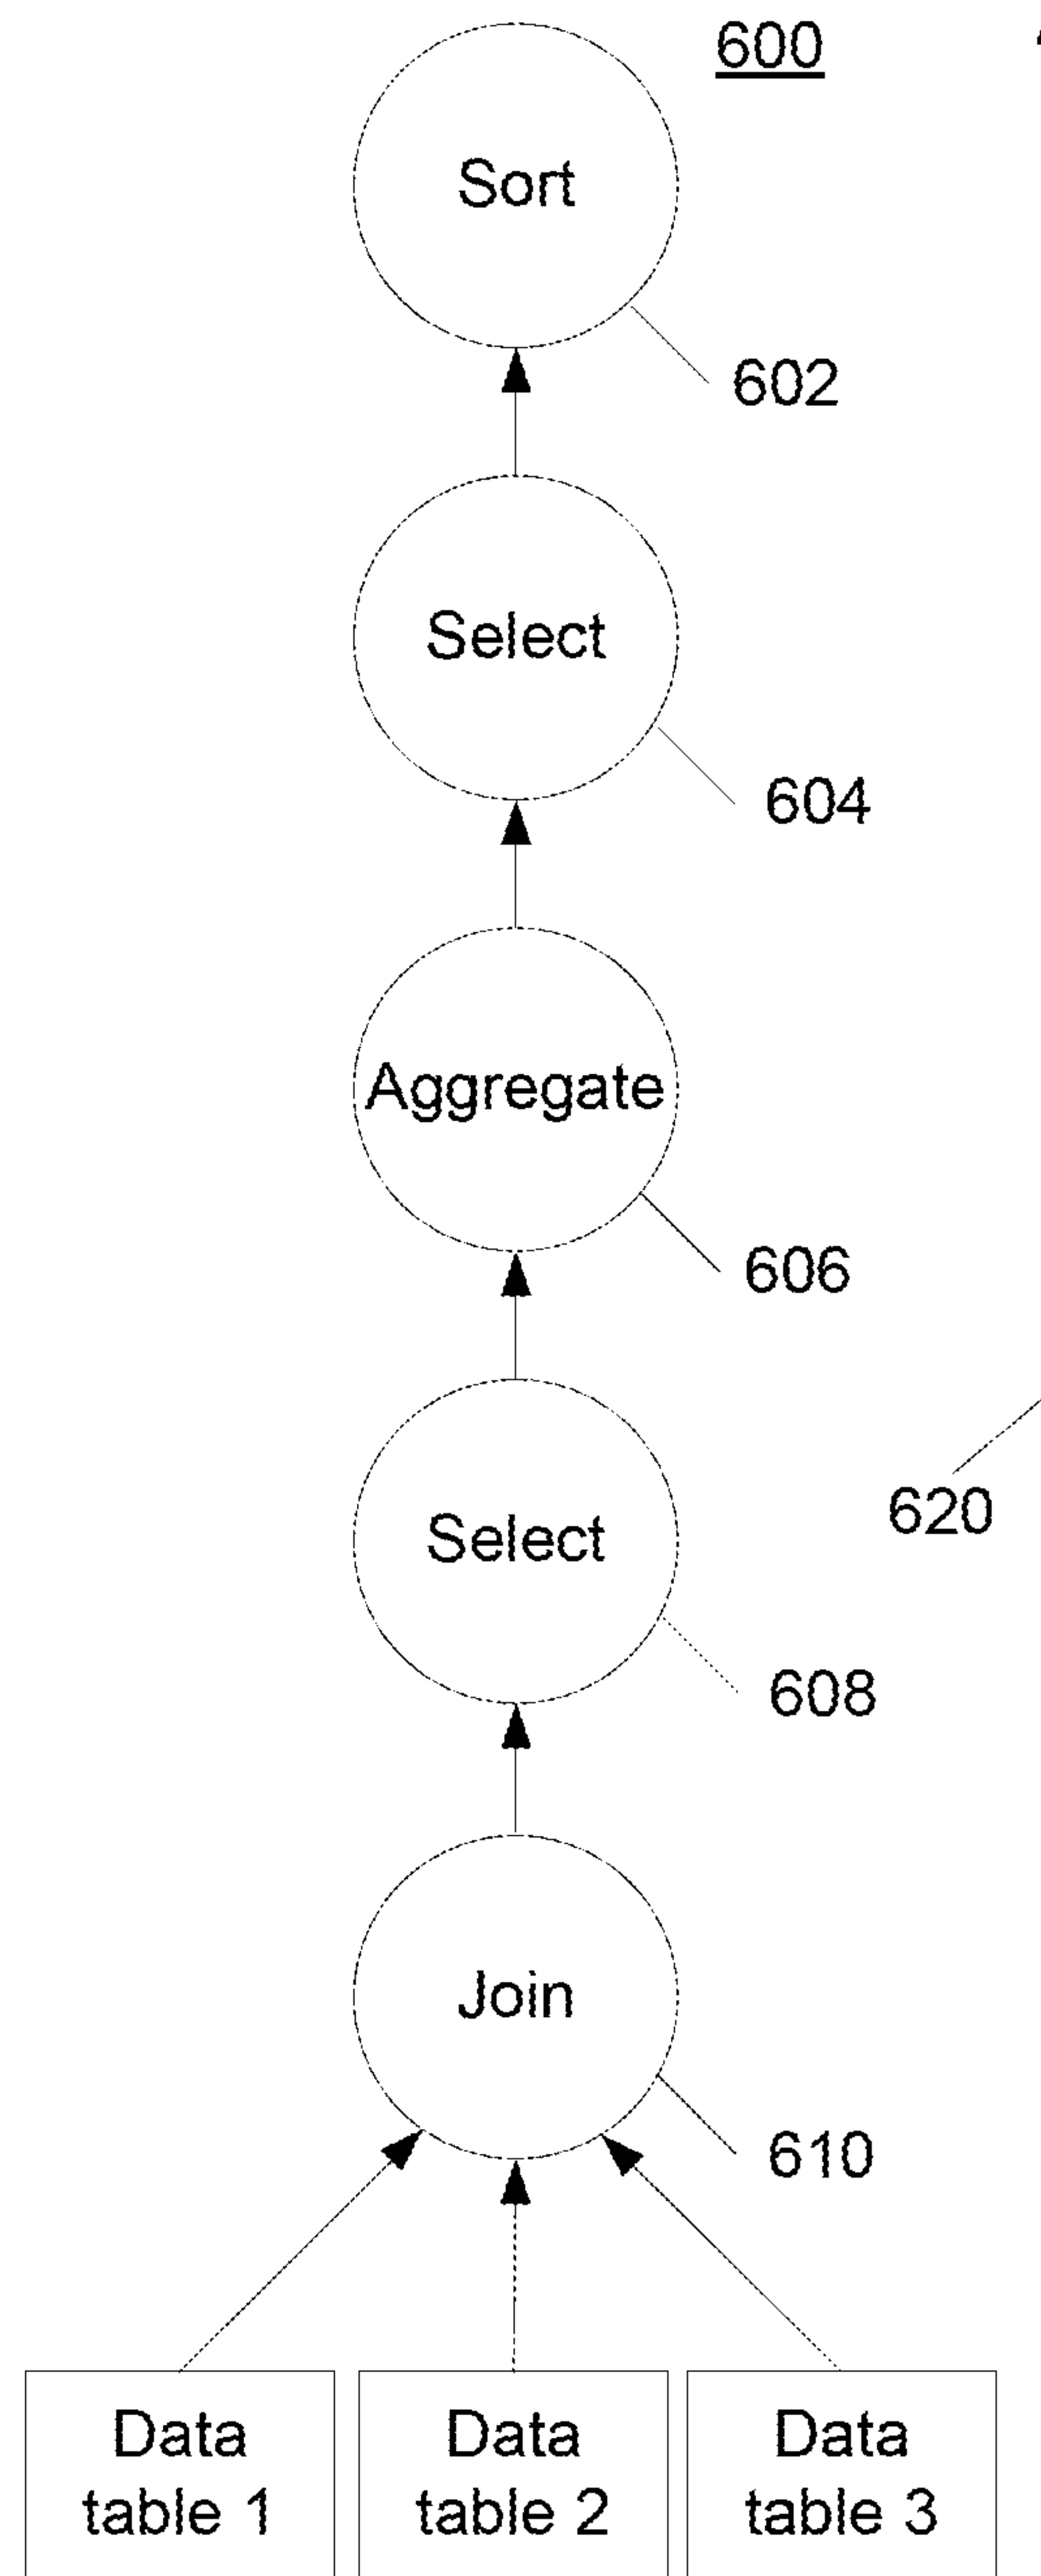 600
Sort
602
Select
604
Aggregate
606
Select
620
608
Join
610
Data
table 1
Data
table 2
Data
table 3